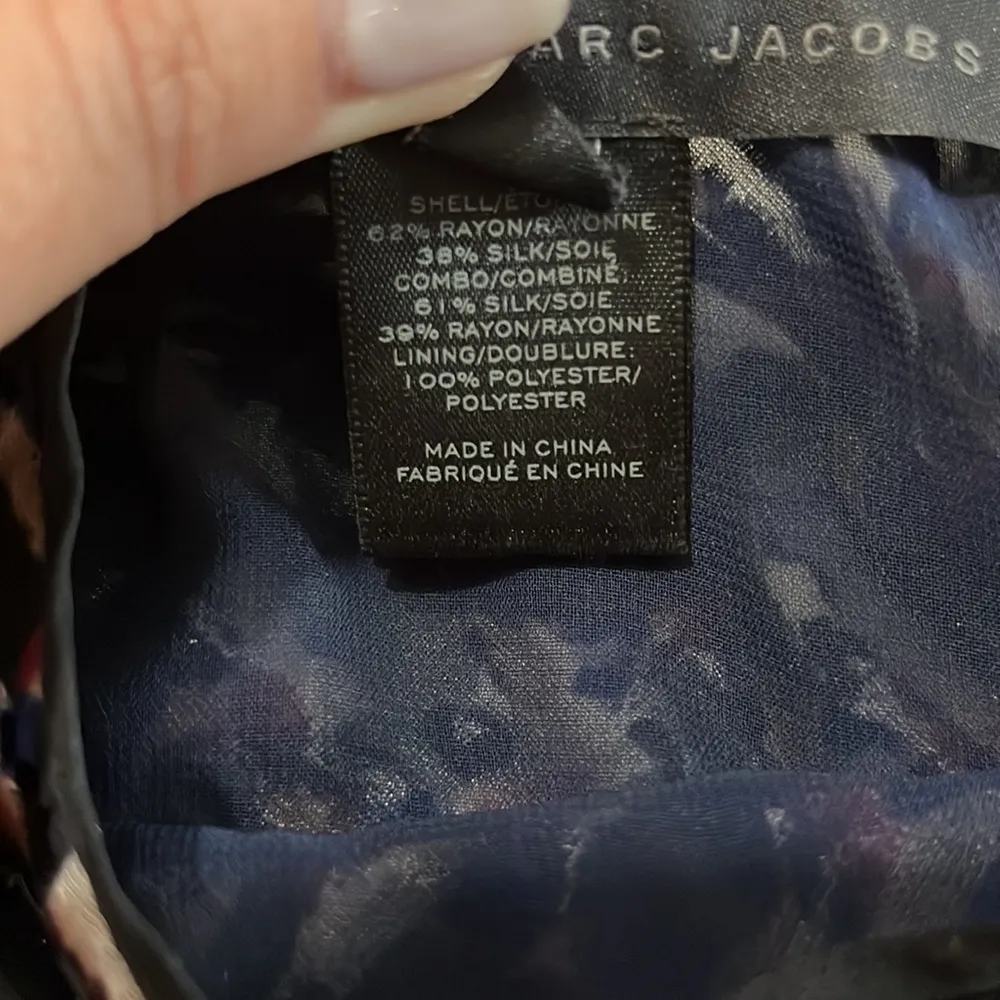 ARC JACOBS
SHELL/ÉTO
62% RAYON/RAYONNE
38% SILK/SOIE
COMBO/COMBINÉ:
61% SILK/SOIE
39% RAYON/RAYONNE
LINING/DOUBLURE:
100% POLYESTER/
POLYESTER
MADE IN CHINA
FABRIQUÉ EN CHINE